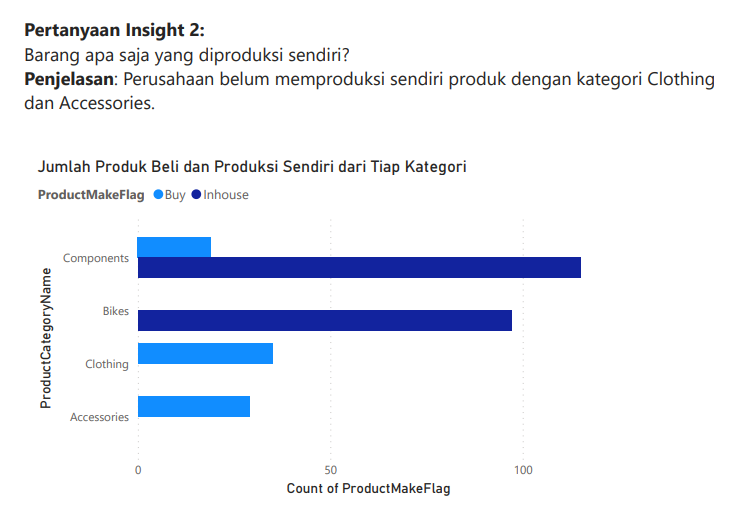 Pertanyaan Insight 2:
Barang apa saja yang diproduksi sendiri?
Penjelasan: Perusahaan belum memproduksi sendiri produk dengan kategori Clothing
dan Accessories.
Jumlah Produk Beli dan Produksi Sendiri dari Tiap Kategori
ProductMakeFlag Buy Inhouse
ProductCategoryName
Components
Bikes
Clothing
Accessories
0 50 100
Count of ProductMakeFlag